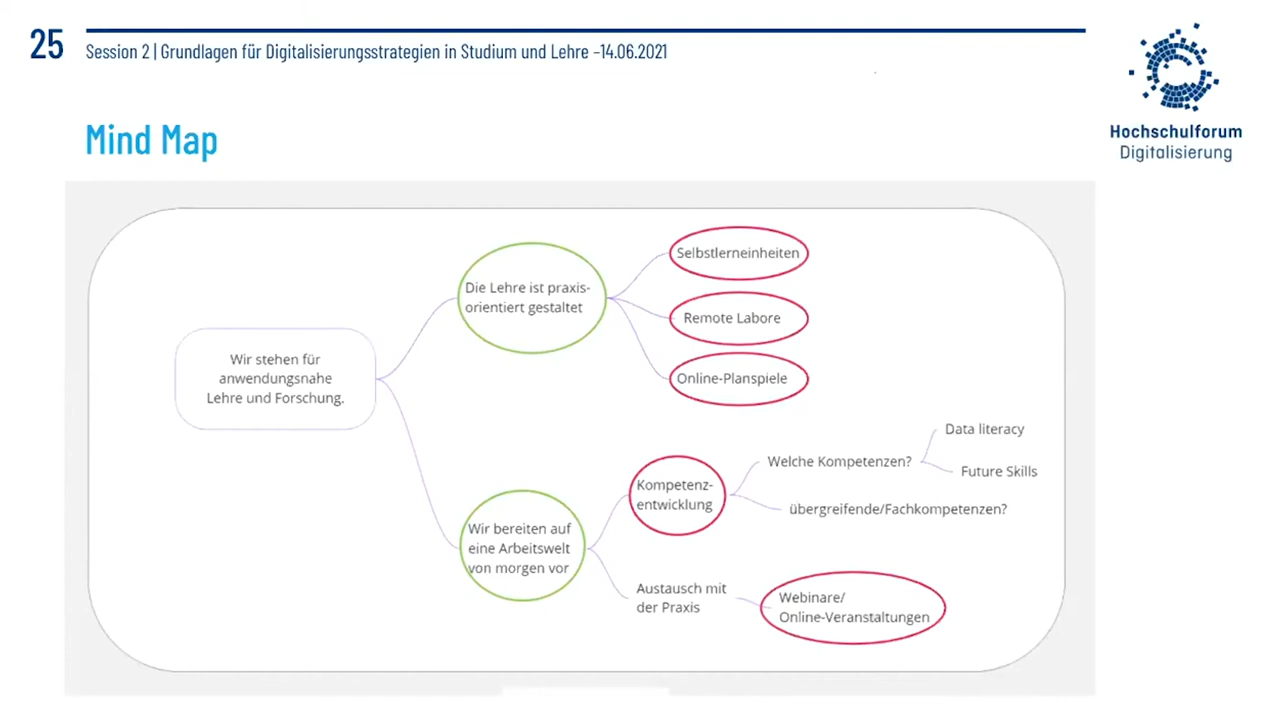 25
Session 2 | Grundlagen für Digitalisierungsstrategien in Studium und Lehre –14.06.2021
Hochschulforum
Digitalisierung
Mind Map
Wir stehen für
anwendungsnahe
Lehre und Forschung.
Die Lehre ist praxis-
orientiert gestaltet
Selbstlerneinheiten
Remote Labore
Online-Planspiele
Wir bereiten auf
eine Arbeitswelt
von morgen vor
Kompetenz-
entwicklung
Welche Kompetenzen?
Data literacy
Future Skills
übergreifende/Fachkompetenzen?
Austausch mit
der Praxis
Webinare/
Online-Veranstaltungen